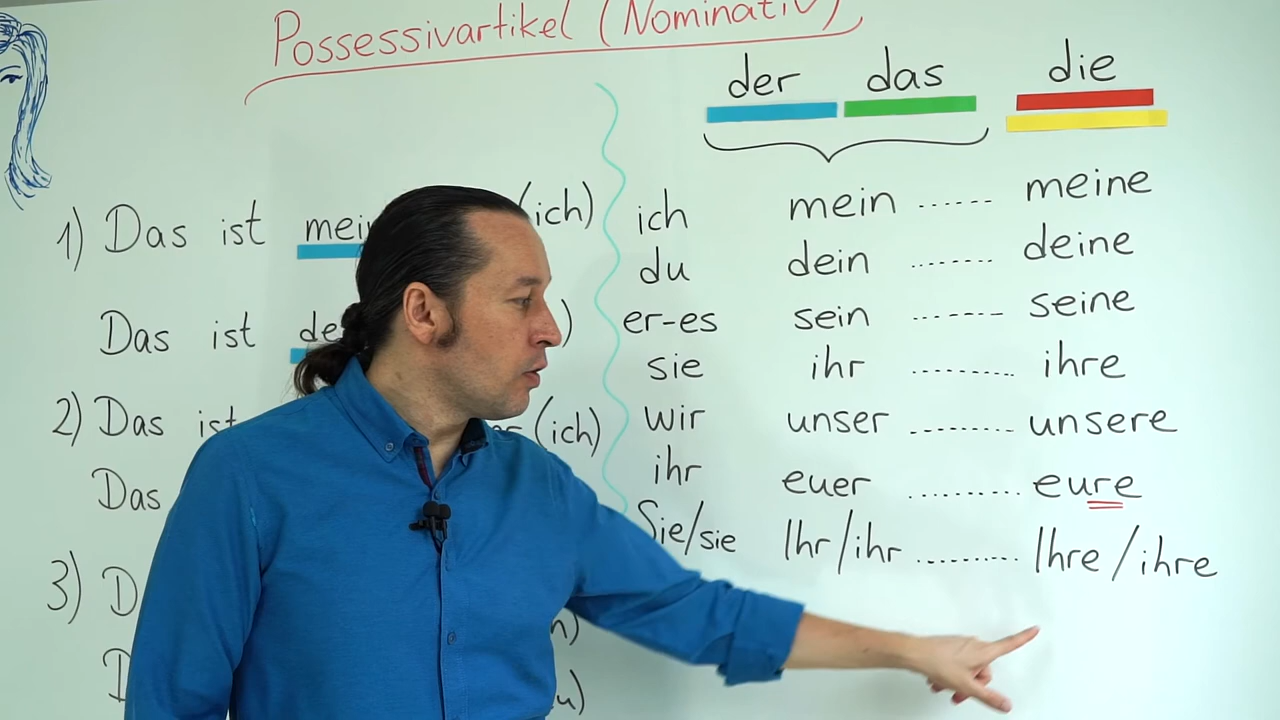 Possessivartikel (Nominativ)
1) Das ist (ich)
Das ist )
2) Das ist (ich)
Das
3)
der das die
ich mein ...... meine
du dein ........ deine
er-es sein ......... seine
sie ihr .......... ihre
wir unser .......... unsere
ihr euer .......... eure
Sie/sie Ihr/ihr .......... Ihre/ihre